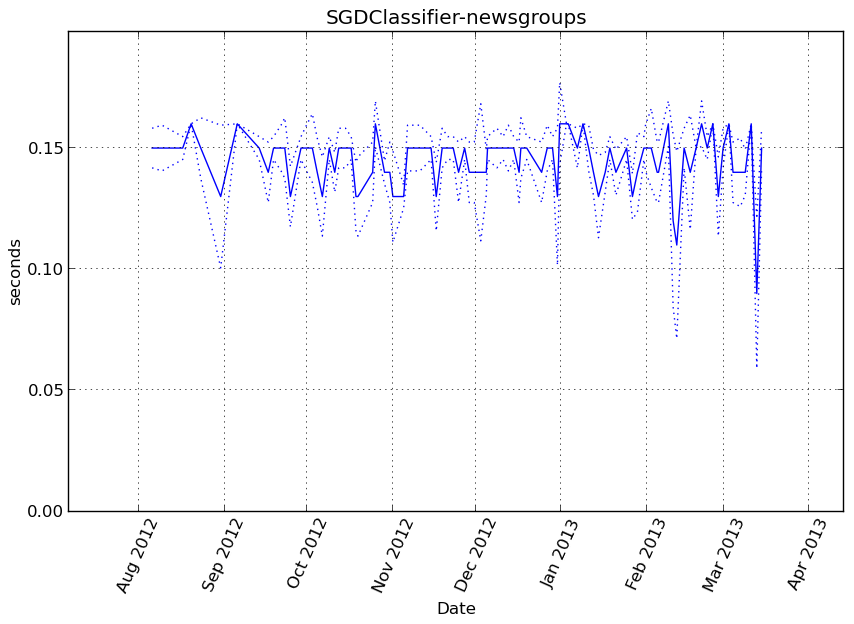 SGDClassifier-newsgroups
seconds
0.15
0.10
0.05
0.00
Aug 2012
Sep 2012
Oct 2012
Nov 2012
Dec 2012
Jan 2013
Feb 2013
Mar 2013
Apr 2013
Date